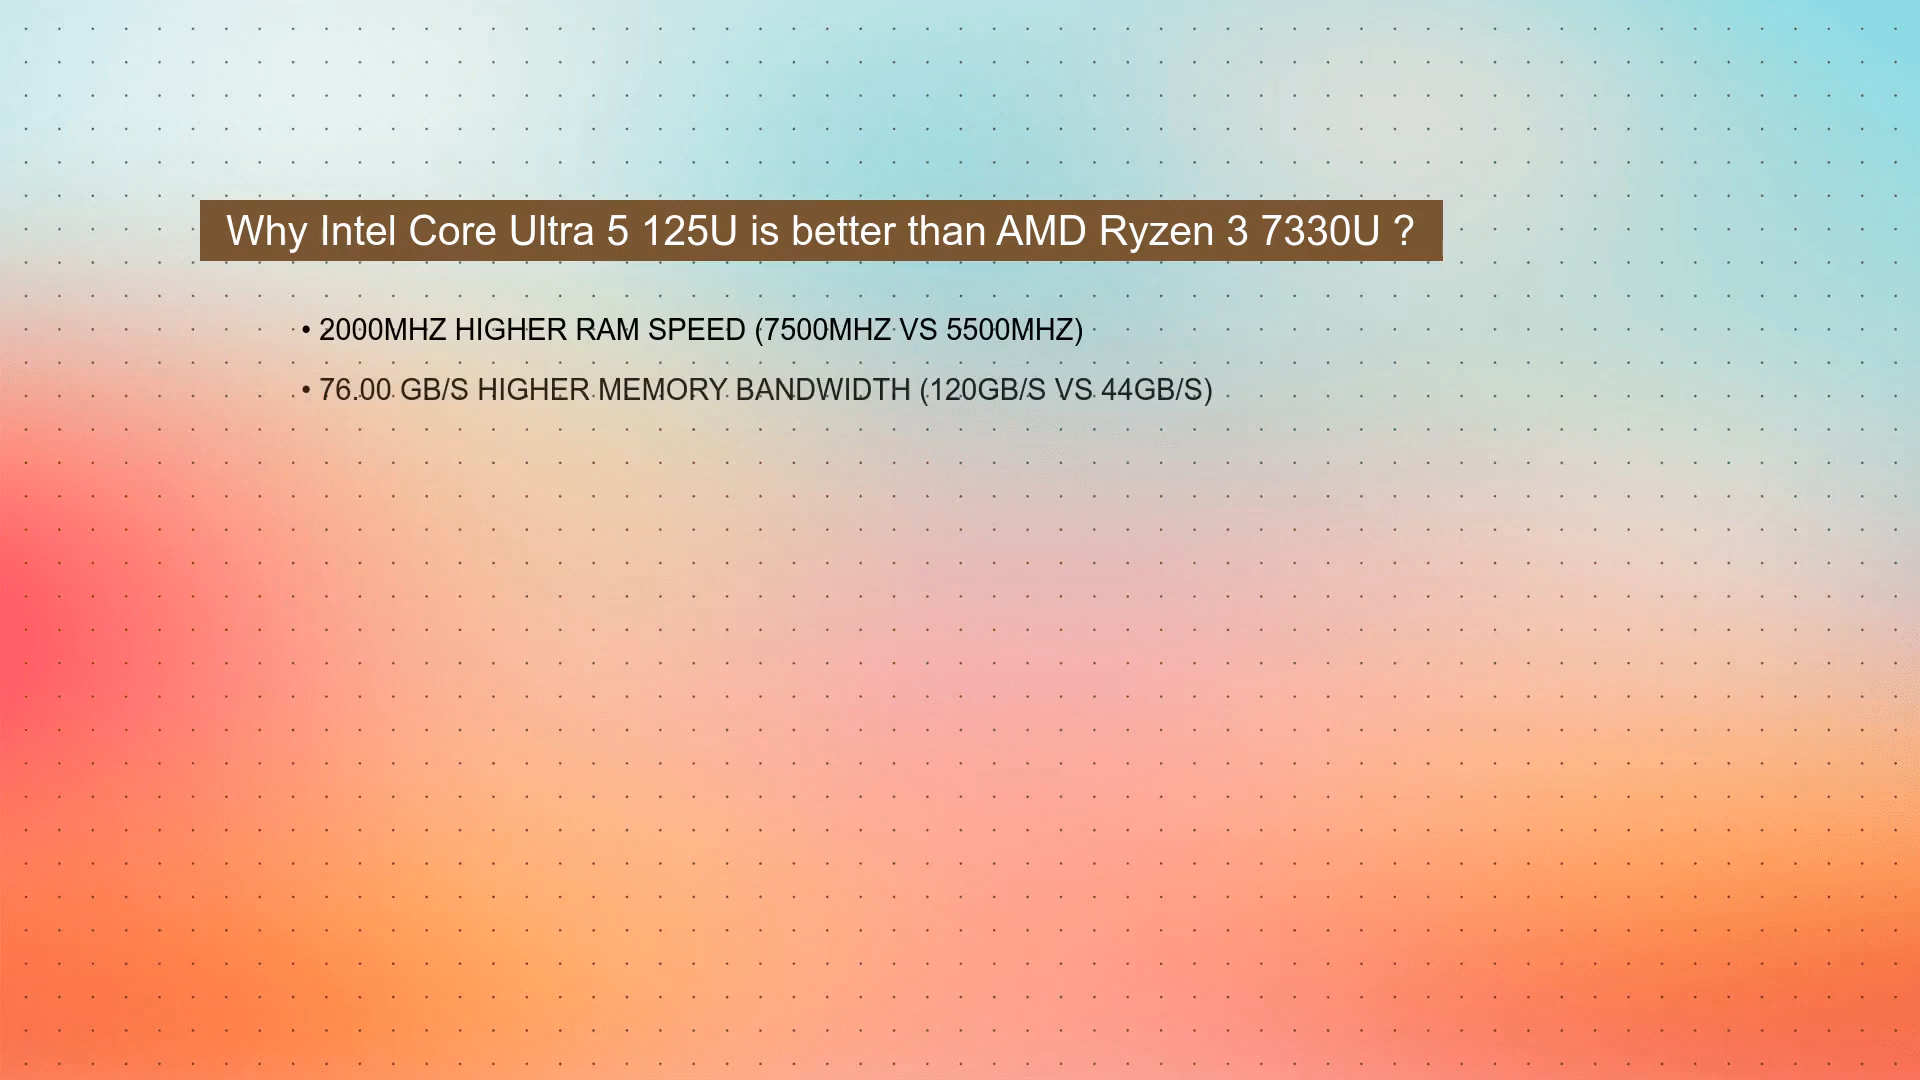 Why Intel Core Ultra 5 125U is better than AMD Ryzen 3 7330U ?
• 2000MHZ HIGHER RAM SPEED (7500MHZ VS 5500MHZ)
• 76.00 GB/S HIGHER MEMORY BANDWIDTH (120GB/S VS 44GB/S)